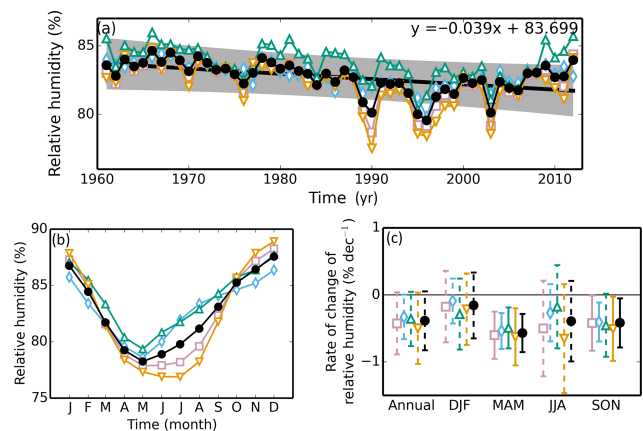 (a)
y =−0.039x + 83.699
Relative humidity (%)
85
80
1960
1970
1980
1990
2000
2010
Time (yr)
(b)
Relative humidity (%)
90
85
80
75
J F M A M J J A S O N D
Time (month)
(c)
Rate of change of
relative humidity (% dec⁻¹)
1
0
−1
Annual
DJF
MAM
JJA
SON